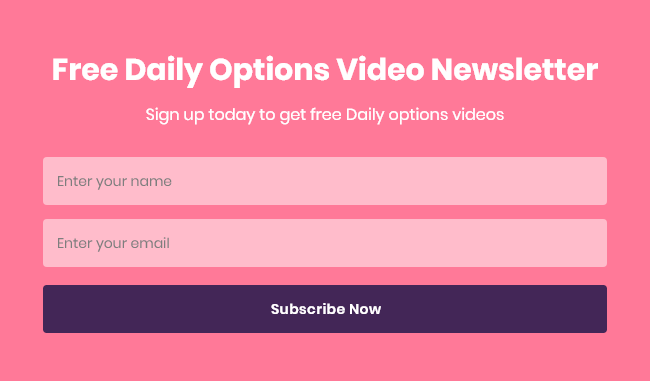 Free Daily Options Video Newsletter
Sign up today to get free Daily options videos
Enter your name
Enter your email
Subscribe Now